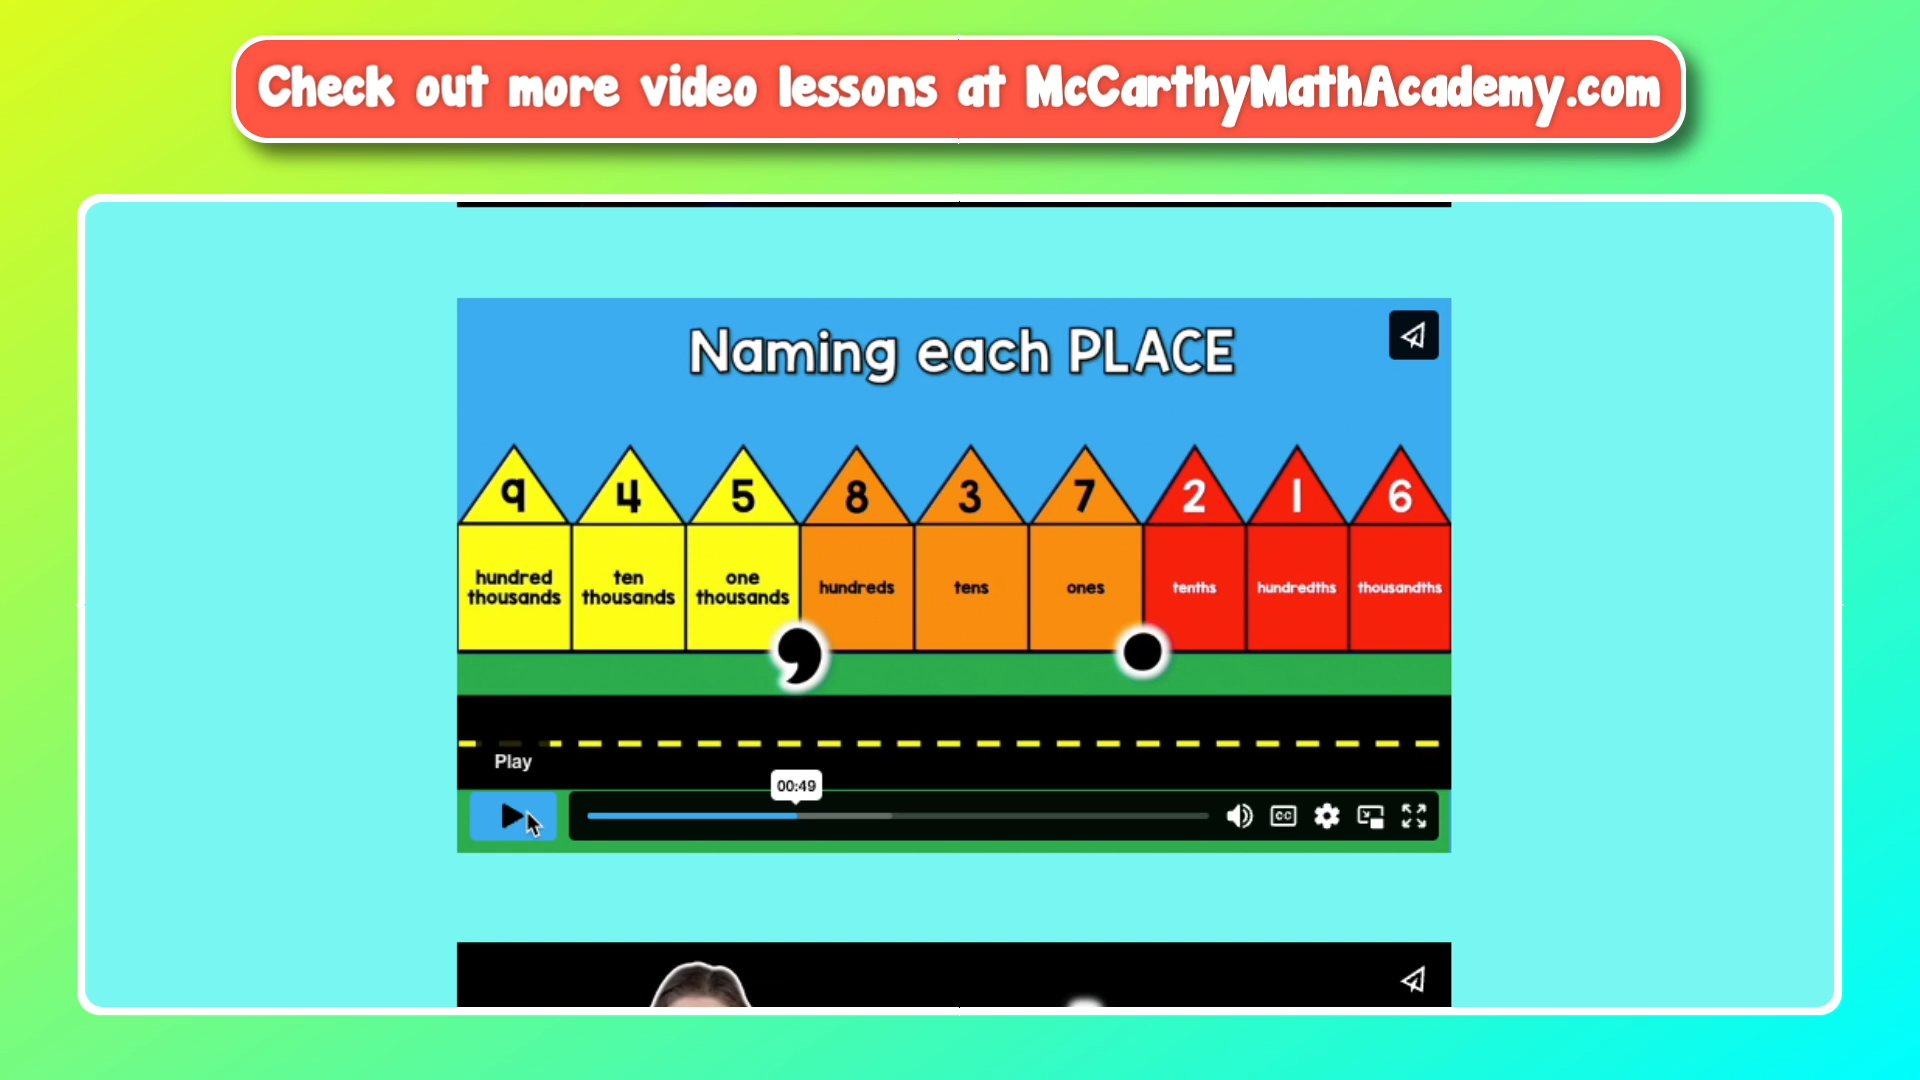 Check out more video lessons at McCarthyMathAcademy.com
Naming each PLACE
9 4 5 8 3 7 2 1 6
hundred thousands
ten thousands
one thousands
hundreds
tens
ones
tenths
hundredths
thousandths
,
.
Play
00:49
CC